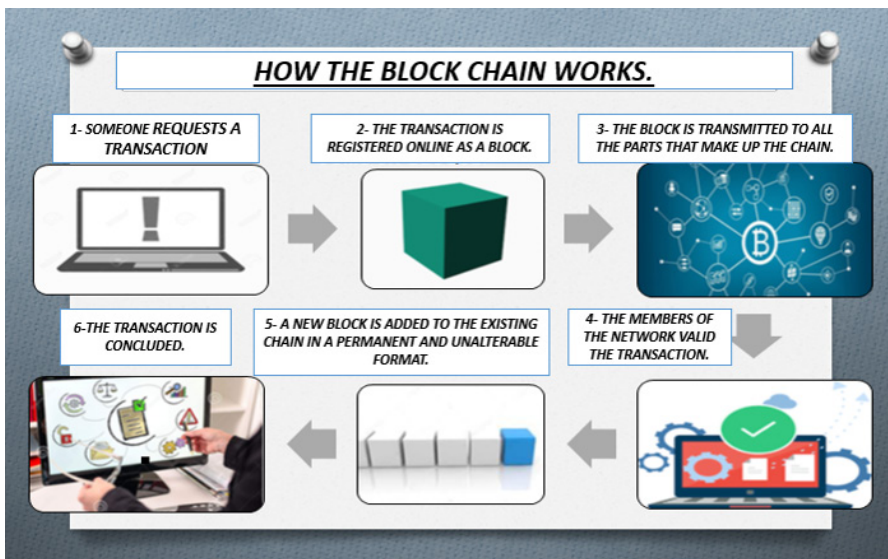 HOW THE BLOCK CHAIN WORKS.
1- SOMEONE REQUESTS A
TRANSACTION
2- THE TRANSACTION IS
REGISTERED ONLINE AS A BLOCK.
3- THE BLOCK IS TRANSMITTED TO ALL
THE PARTS THAT MAKE UP THE CHAIN.
6-THE TRANSACTION IS
CONCLUDED.
5- A NEW BLOCK IS ADDED TO THE EXISTING
CHAIN IN A PERMANENT AND UNALTERABLE
FORMAT.
4- THE MEMBERS OF
THE NETWORK VALID
THE TRANSACTION.